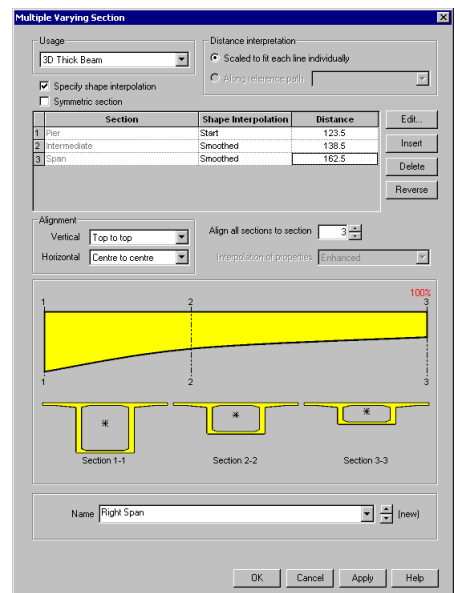 Multiple Varying Section
Usage
3D Thick Beam
Specify shape interpolation
Symmetric section
Distance interpretation
Scaled to fit each line individually
Along reference path
Section Shape Interpolation Distance
1 Pier Start 123.5
2 Intermediate Smoothed 138.5
3 Span Smoothed 162.5
Edit...
Insert
Delete
Reverse
Alignment
Vertical Top to top
Horizontal Centre to centre
Align all sections to section 3
Interpolation of properties Enhanced
100%
1 2 3
1 2 3
Section 1-1 Section 2-2 Section 3-3
Name Right Span (new)
OK Cancel Apply Help